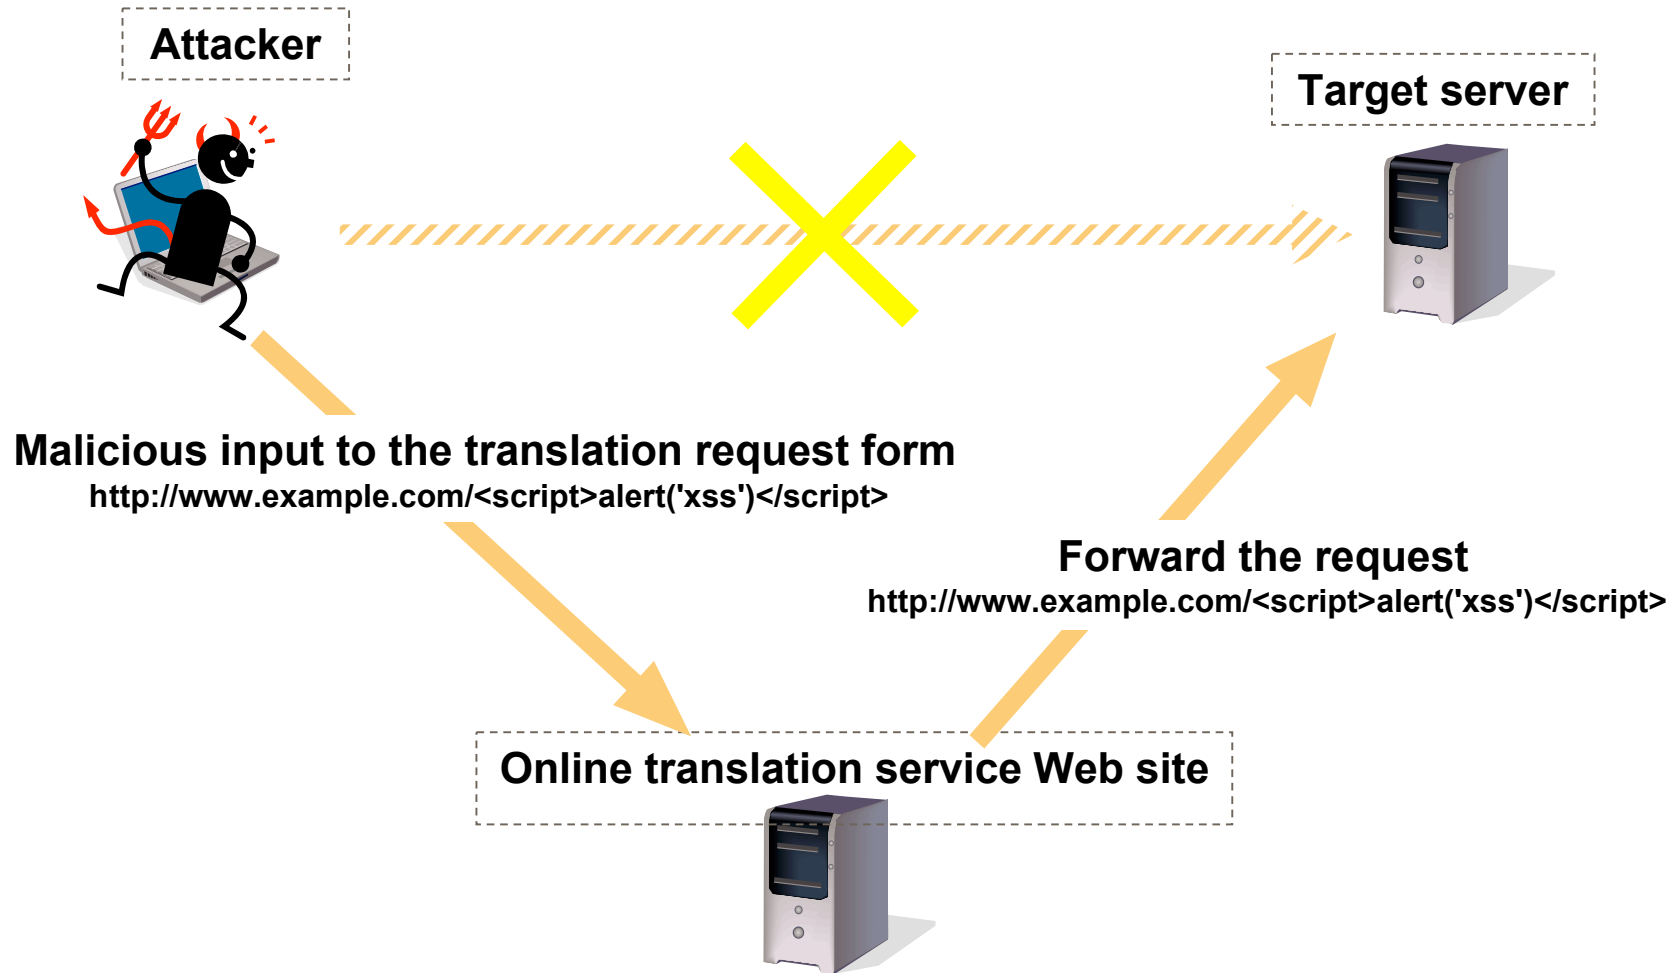 Attacker
Target server
Malicious input to the translation request form
http://www.example.com/<script>alert('xss')</script>
Forward the request
http://www.example.com/<script>alert('xss')</script>
Online translation service Web site